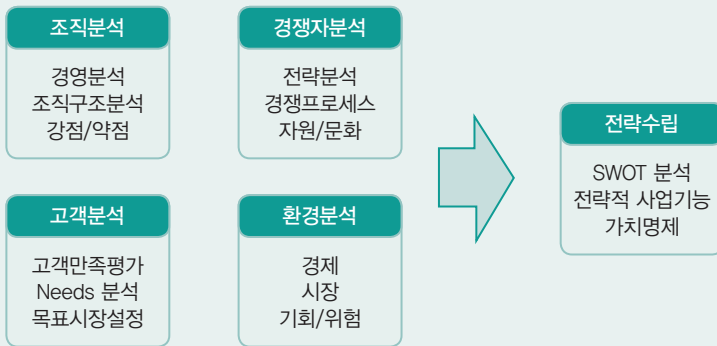 조직분석
경영분석
조직구조분석
강점/약점
경쟁자분석
전략분석
경쟁프로세스
자원/문화
고객분석
고객만족평가
Needs 분석
목표시장설정
환경분석
경제
시장
기회/위험
전략수립
SWOT 분석
전략적 사업기능
가치명제